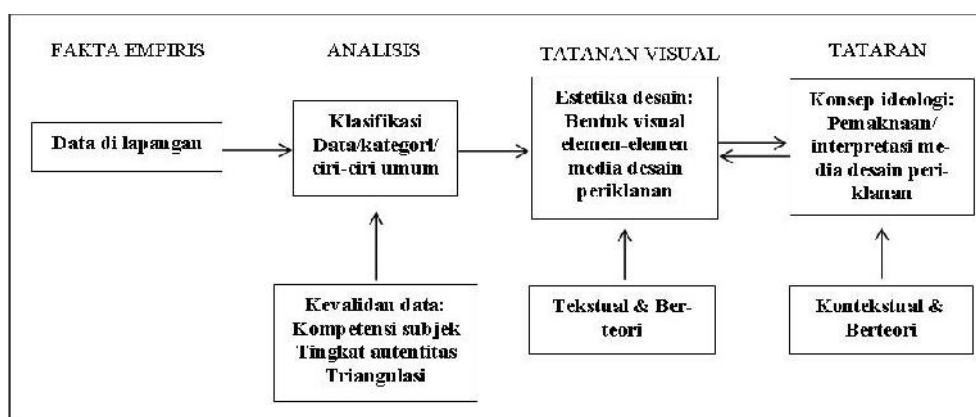 FAKTA EMPIRIS
ANALISIS
TATANAN VISUAL
TATARAN
Data di lapangan
Klasifikasi
Data/kategori/
ciri-ciri umum
Estetika desain:
Bentuk visual
elemen-elemen
media desain
periklanan
Konsep ideologi:
Pemaknaan/
interpretasi me-
dia desain peri-
klanan
Kevalidan data:
Kompetensi subjek
Tingkat autentitas
Triangulasi
Tekstual & Ber-
teori
Kontekstual &
Berteori